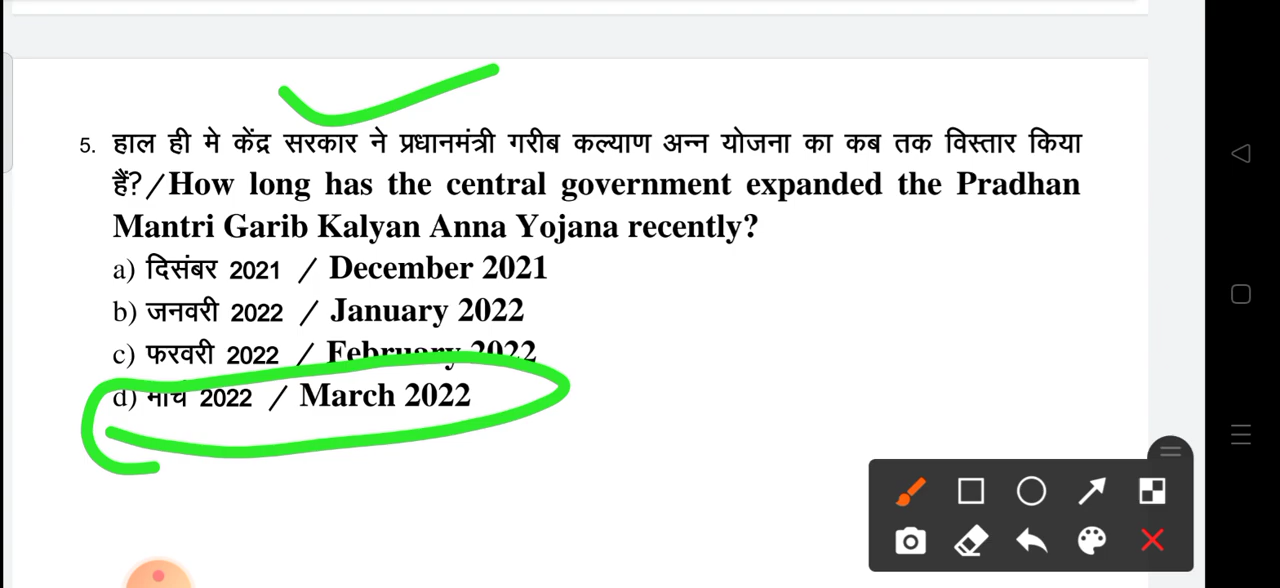 5. हाल ही मे केंद्र सरकार ने प्रधानमंत्री गरीब कल्याण अन्न योजना का कब तक विस्तार किया
हैं?/How long has the central government expanded the Pradhan
Mantri Garib Kalyan Anna Yojana recently?
a) दिसंबर 2021 / December 2021
b) जनवरी 2022 / January 2022
c) फरवरी 2022 / February 2022
d) मार्च 2022 / March 2022